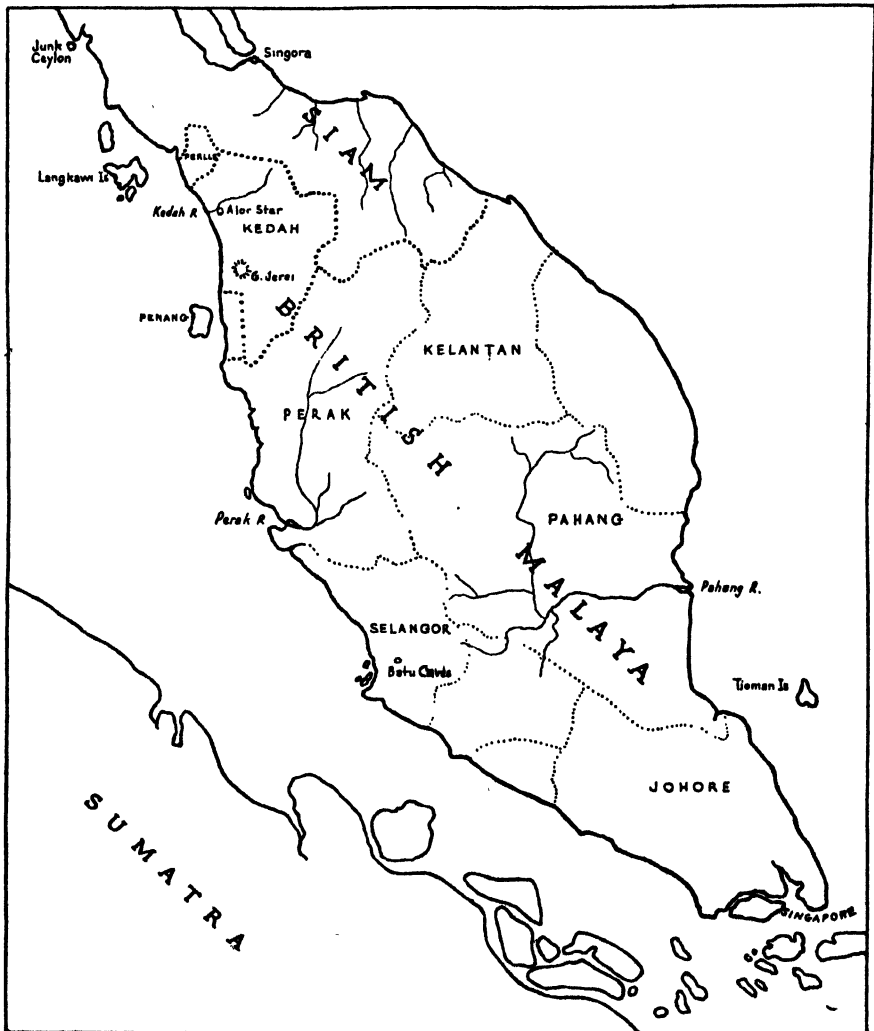 Junk
Ceylon
Singora
SIAM
PERLIS
Langkawi Is
Kedah R
Alor Star
KEDAH
G. Jerai
PENANG
BRITISH
KELANTAN
PERAK
Perak R
PAHANG
MALAYA
Pahang R.
SELANGOR
Batu Caves
Tioman Is
JOHORE
SUMATRA
SINGAPORE